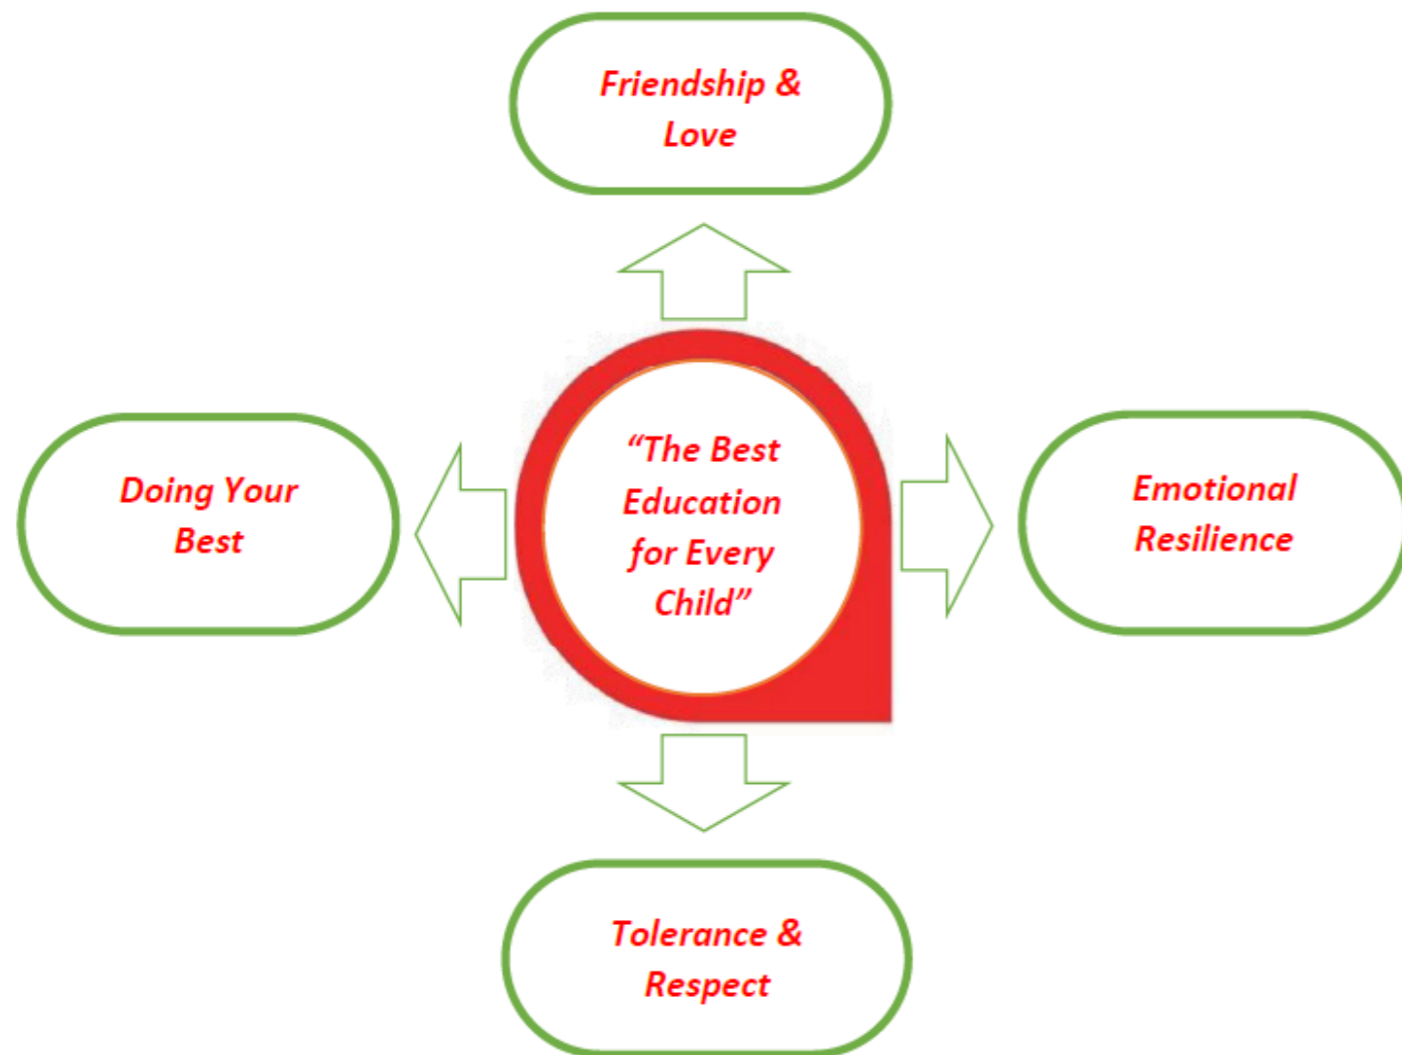 Friendship &
Love
Doing Your
Best
“The Best
Education
for Every
Child”
Emotional
Resilience
Tolerance &
Respect